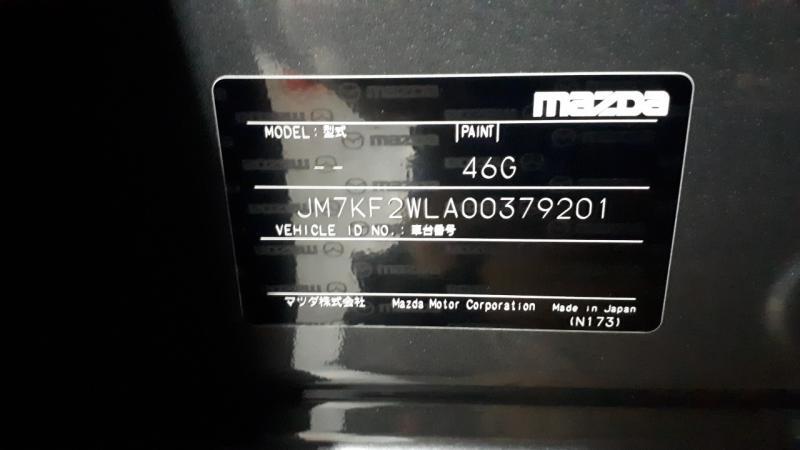 mazda
MODEL: 型式 PAINT
-- 46G
JM7KF2WLA00379201
VEHICLE ID NO.: 車台番号
マツダ株式会社 Mazda Motor Corporation Made in Japan
(N173)